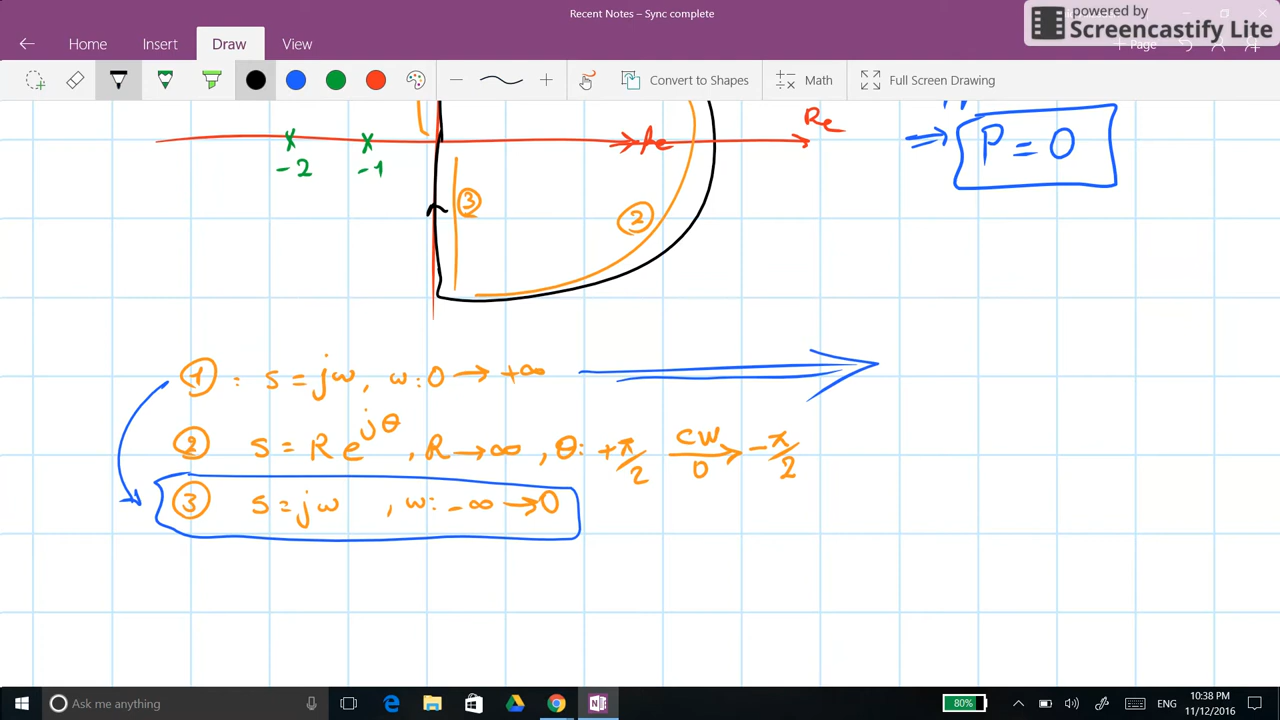 Recent Notes – Sync complete
powered by
Screencastify Lite
Home Insert Draw View
Page
Convert to Shapes Math Full Screen Drawing
Re
Re
⇒ P = 0
-2 -1
③
②
① : s = jω, ω: 0 → +∞
② s = R e^{jθ}, R → ∞, θ: +π/2 CW→0 -π/2
③ s = jω, ω: -∞ → 0
Ask me anything
80%
ENG
10:38 PM
11/12/2016